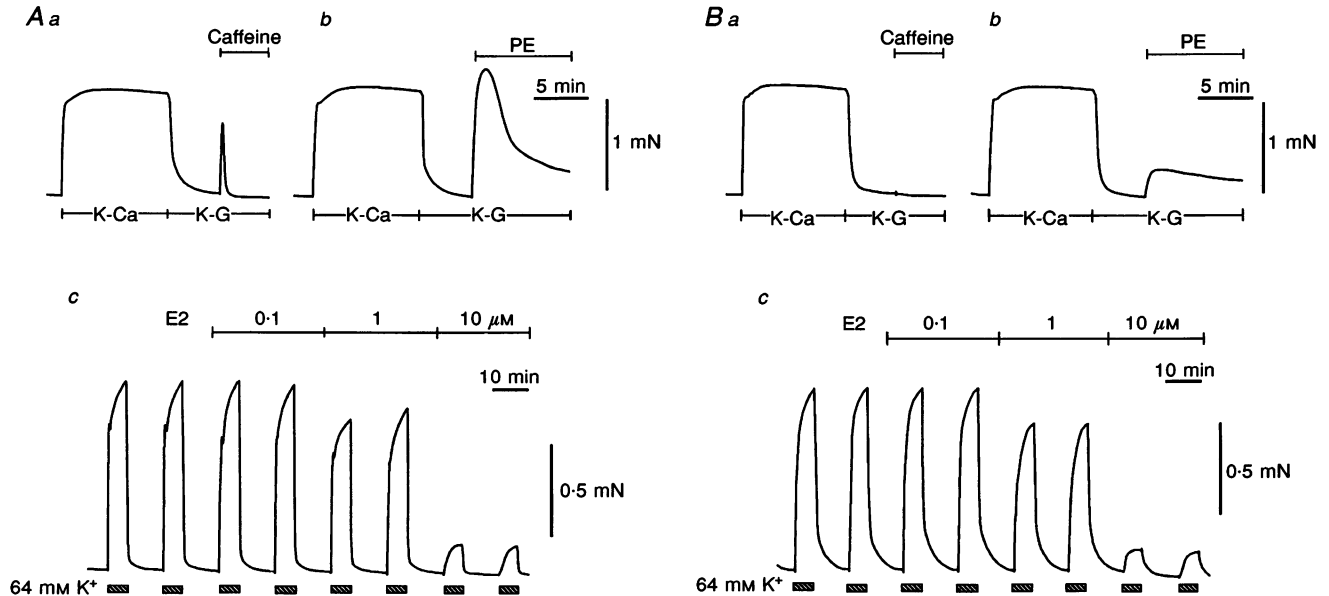 A a
b
Caffeine
PE
5 min
1 mN
K-Ca
K-G
K-Ca
K-G
B a
b
Caffeine
PE
5 min
1 mN
K-Ca
K-G
K-Ca
K-G
c
E2
0·1
1
10 μM
10 min
0·5 mN
64 mM K⁺
c
E2
0·1
1
10 μM
10 min
0·5 mN
64 mM K⁺